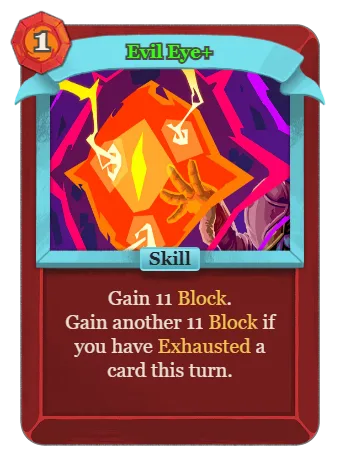 1
Evil Eye+
Skill
Gain 11 Block.
Gain another 11 Block if
you have Exhausted a
card this turn.